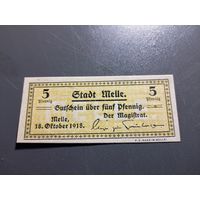 5 Stadt Melle. 5
Pfennig Pfennig
Gutschein über fünf Pfennig.
Melle, Der Magistrat.
18. Oktober 1918.